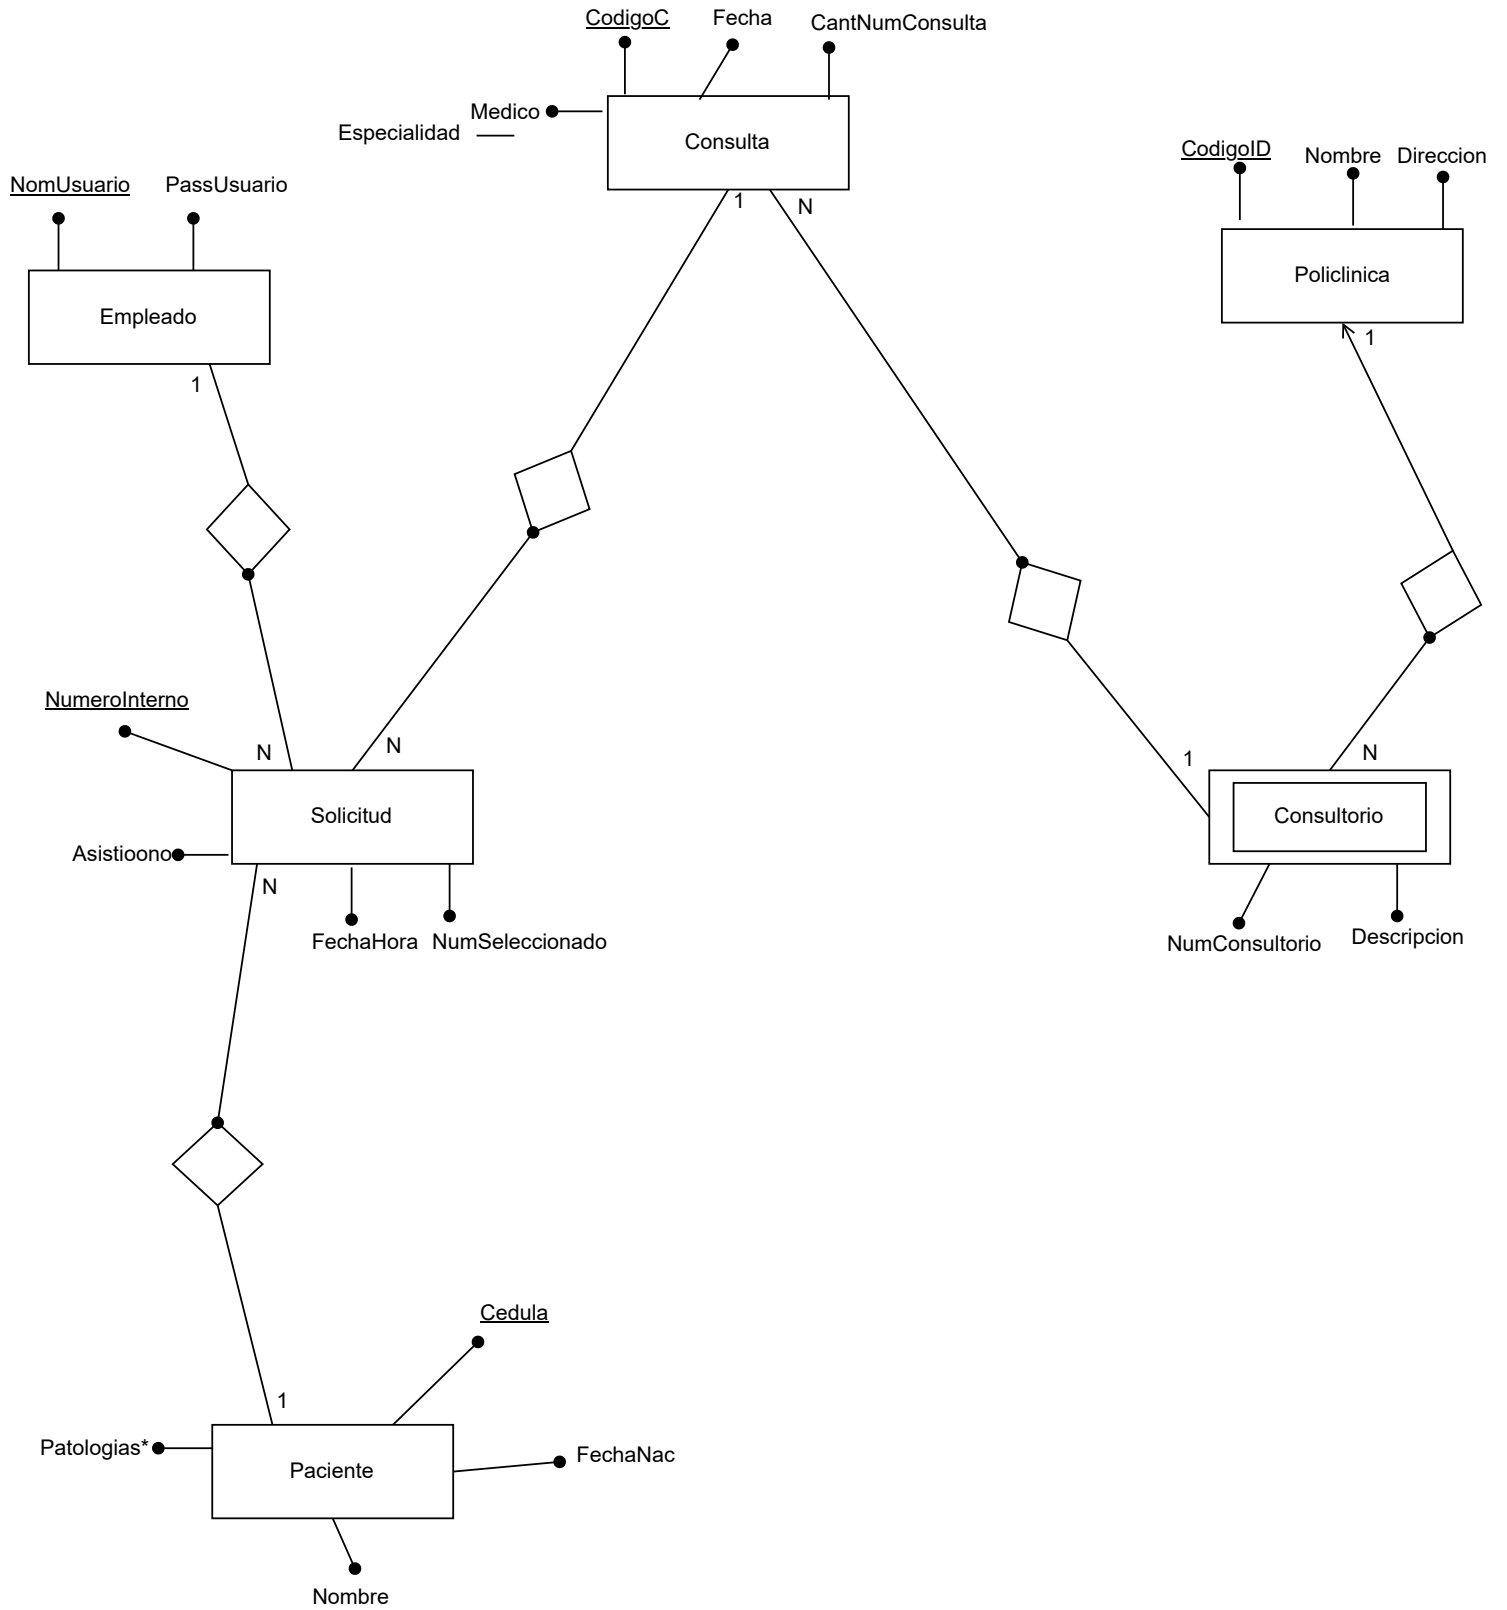 CodigoC
Fecha
CantNumConsulta
Medico
Especialidad
Consulta
CodigoID
Nombre
Direccion
NomUsuario
PassUsuario
1
N
Policlinica
Empleado
1
1
NumeroInterno
N
N
1
N
Solicitud
Consultorio
Asistioono
N
FechaHora
NumSeleccionado
NumConsultorio
Descripcion
Cedula
1
Patologias*
Paciente
FechaNac
Nombre